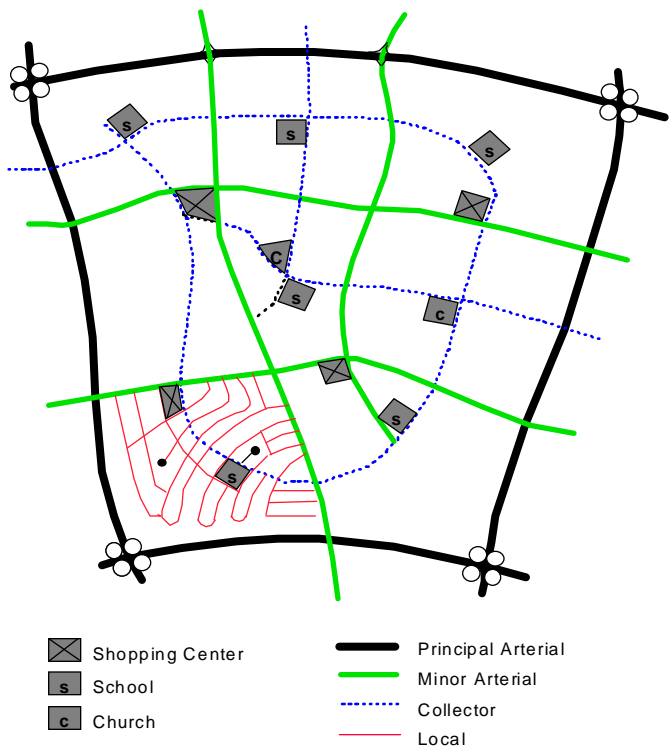 s
s
s
C
s
c
s
s
Shopping Center
s School
c Church
Principal Arterial
Minor Arterial
Collector
Local